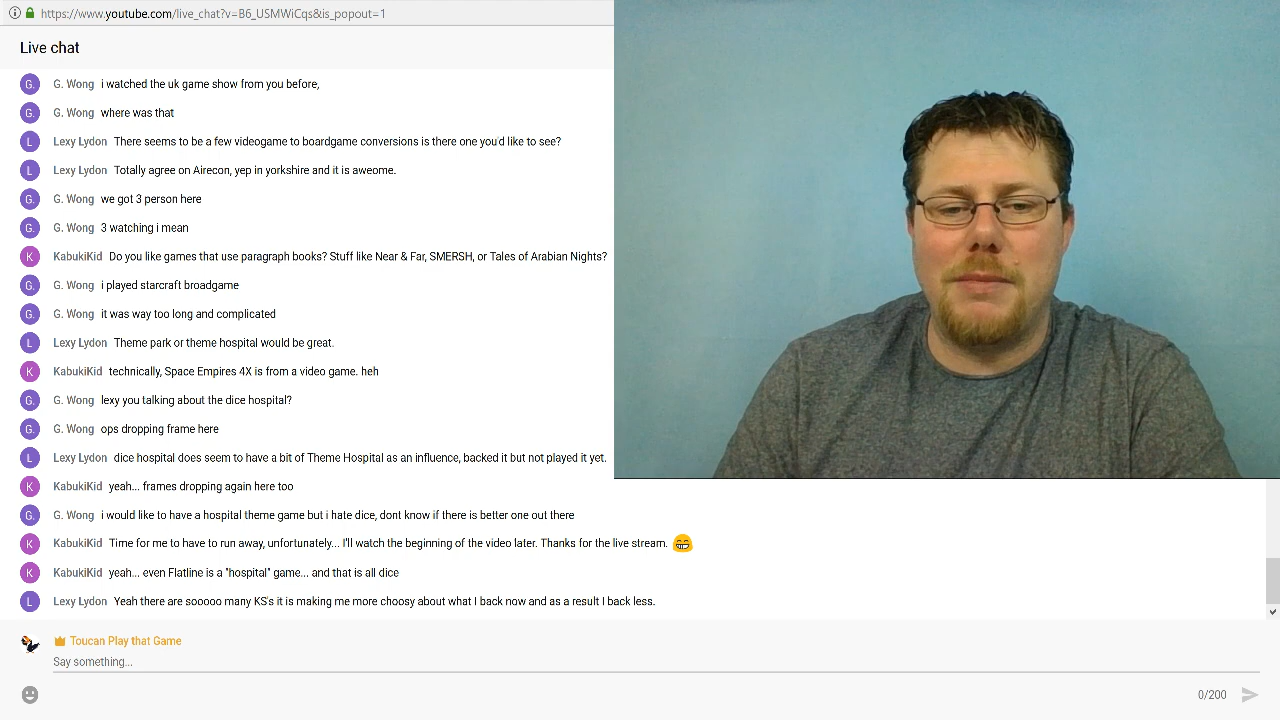 https://www.youtube.com/live_chat?v=B6_USMWiCqs&is_popout=1
Live chat
G. G. Wong i watched the uk game show from you before,
G. G. Wong where was that
L Lexy Lydon There seems to be a few videogame to boardgame conversions is there one you'd like to see?
L Lexy Lydon Totally agree on Airecon, yep in yorkshire and it is aweome.
G. G. Wong we got 3 person here
G. G. Wong 3 watching i mean
K KabukiKid Do you like games that use paragraph books? Stuff like Near & Far, SMERSH, or Tales of Arabian Nights?
G. G. Wong i played starcraft broadgame
G. G. Wong it was way too long and complicated
L Lexy Lydon Theme park or theme hospital would be great.
K KabukiKid technically, Space Empires 4X is from a video game. heh
G. G. Wong lexy you talking about the dice hospital?
G. G. Wong ops dropping frame here
L Lexy Lydon dice hospital does seem to have a bit of Theme Hospital as an influence, backed it but not played it yet.
K KabukiKid yeah... frames dropping again here too
G. G. Wong i would like to have a hospital theme game but i hate dice, dont know if there is better one out there
K KabukiKid Time for me to have to run away, unfortunately... I'll watch the beginning of the video later. Thanks for the live stream. 😁
K KabukiKid yeah... even Flatline is a "hospital" game... and that is all dice
L Lexy Lydon Yeah there are sooooo many KS's it is making me more choosy about what I back now and as a result I back less.
Toucan Play that Game
Say something...
0/200